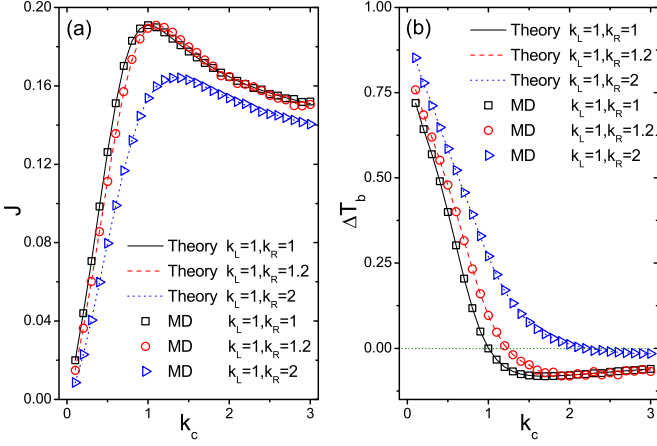 (a)
0.20
0.16
0.12
0.08
0.04
0.00
J
Theory k_L=1,k_R=1
Theory k_L=1,k_R=1.2
Theory k_L=1,k_R=2
MD k_L=1,k_R=1
MD k_L=1,k_R=1.2
MD k_L=1,k_R=2
0 1 2 3
k_c
(b)
Theory k_L=1,k_R=1
Theory k_L=1,k_R=1.2
Theory k_L=1,k_R=2
MD k_L=1,k_R=1
MD k_L=1,k_R=1.2.
MD k_L=1,k_R=2
1.00
0.75
0.50
0.25
0.00
ΔT_b
0 1 2 3
k_c